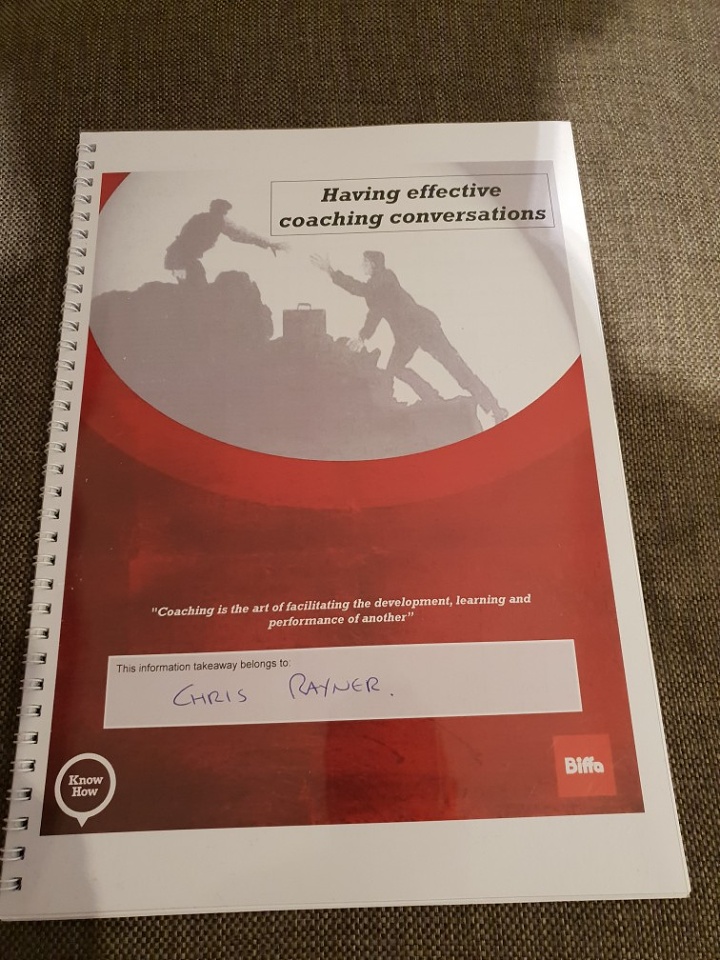 Having effective
coaching conversations
"Coaching is the art of facilitating the development, learning and
performance of another"
This information takeaway belongs to:
CHRIS RAYNER.
Know
How
Biffa